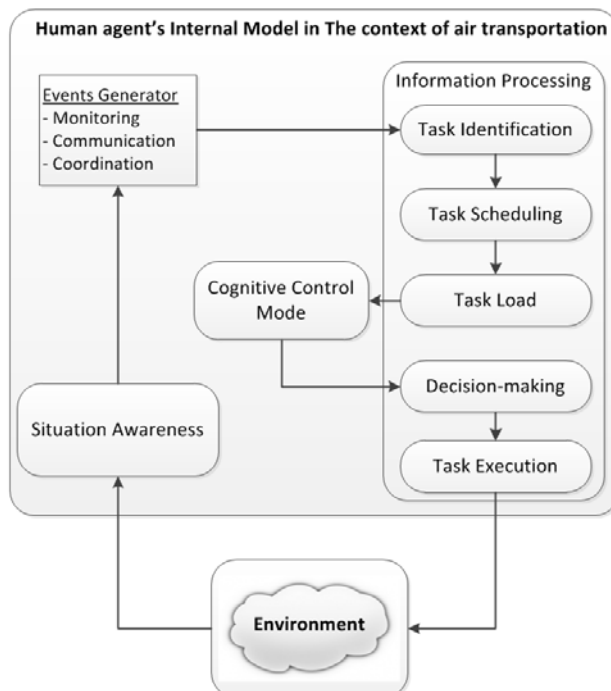 Human agent's Internal Model in The context of air transportation
Events Generator
- Monitoring
- Communication
- Coordination
Information Processing
Task Identification
Task Scheduling
Cognitive Control
Mode
Task Load
Decision-making
Situation Awareness
Task Execution
Environment